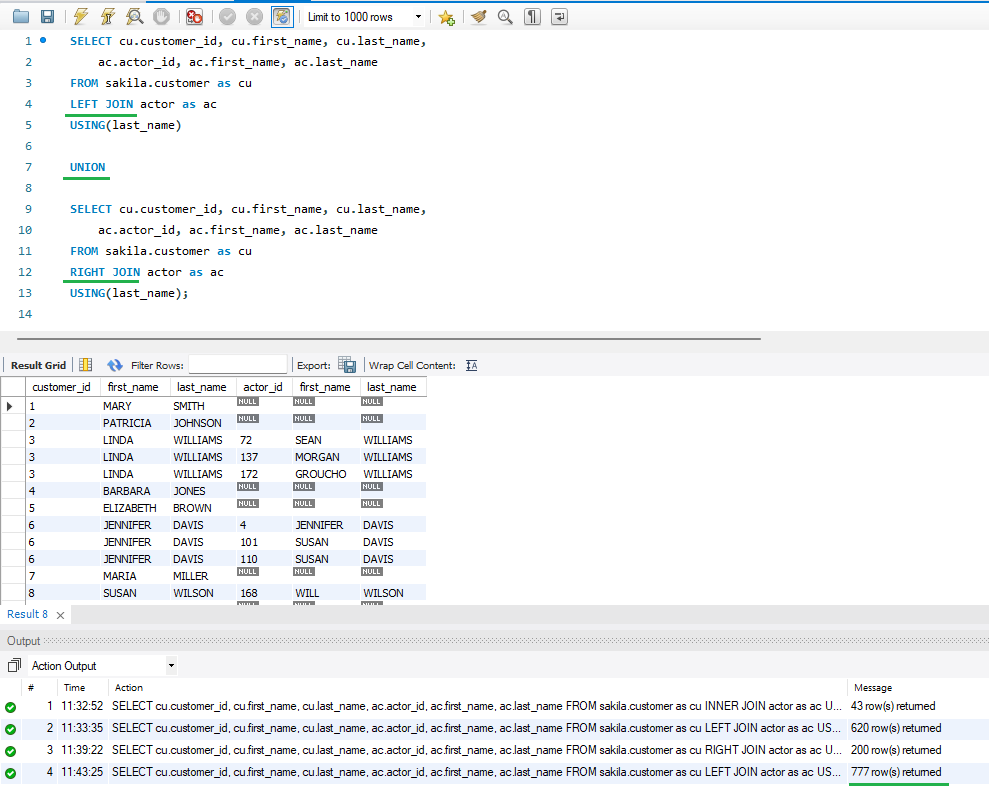 Limit to 1000 rows
1 SELECT cu.customer_id, cu.first_name, cu.last_name,
2 ac.actor_id, ac.first_name, ac.last_name
3 FROM sakila.customer as cu
4 LEFT JOIN actor as ac
5 USING(last_name)
6
7 UNION
8
9 SELECT cu.customer_id, cu.first_name, cu.last_name,
10 ac.actor_id, ac.first_name, ac.last_name
11 FROM sakila.customer as cu
12 RIGHT JOIN actor as ac
13 USING(last_name);
14
Result Grid Filter Rows: Export: Wrap Cell Content:
customer_id first_name last_name actor_id first_name last_name
1 MARY SMITH NULL NULL NULL
2 PATRICIA JOHNSON NULL NULL NULL
3 LINDA WILLIAMS 72 SEAN WILLIAMS
3 LINDA WILLIAMS 137 MORGAN WILLIAMS
3 LINDA WILLIAMS 172 GROUCHO WILLIAMS
4 BARBARA JONES NULL NULL NULL
5 ELIZABETH BROWN NULL NULL NULL
6 JENNIFER DAVIS 4 JENNIFER DAVIS
6 JENNIFER DAVIS 101 SUSAN DAVIS
6 JENNIFER DAVIS 110 SUSAN DAVIS
7 MARIA MILLER NULL NULL NULL
8 SUSAN WILSON 168 WILL WILSON
NULL NULL NULL
Result 8
Output
Action Output
# Time Action Message
1 11:32:52 SELECT cu.customer_id, cu.first_name, cu.last_name, ac.actor_id, ac.first_name, ac.last_name FROM sakila.customer as cu INNER JOIN actor as ac US... 43 row(s) returned
2 11:33:35 SELECT cu.customer_id, cu.first_name, cu.last_name, ac.actor_id, ac.first_name, ac.last_name FROM sakila.customer as cu LEFT JOIN actor as ac US... 620 row(s) returned
3 11:39:22 SELECT cu.customer_id, cu.first_name, cu.last_name, ac.actor_id, ac.first_name, ac.last_name FROM sakila.customer as cu RIGHT JOIN actor as ac U... 200 row(s) returned
4 11:43:25 SELECT cu.customer_id, cu.first_name, cu.last_name, ac.actor_id, ac.first_name, ac.last_name FROM sakila.customer as cu LEFT JOIN actor as ac US... 777 row(s) returned